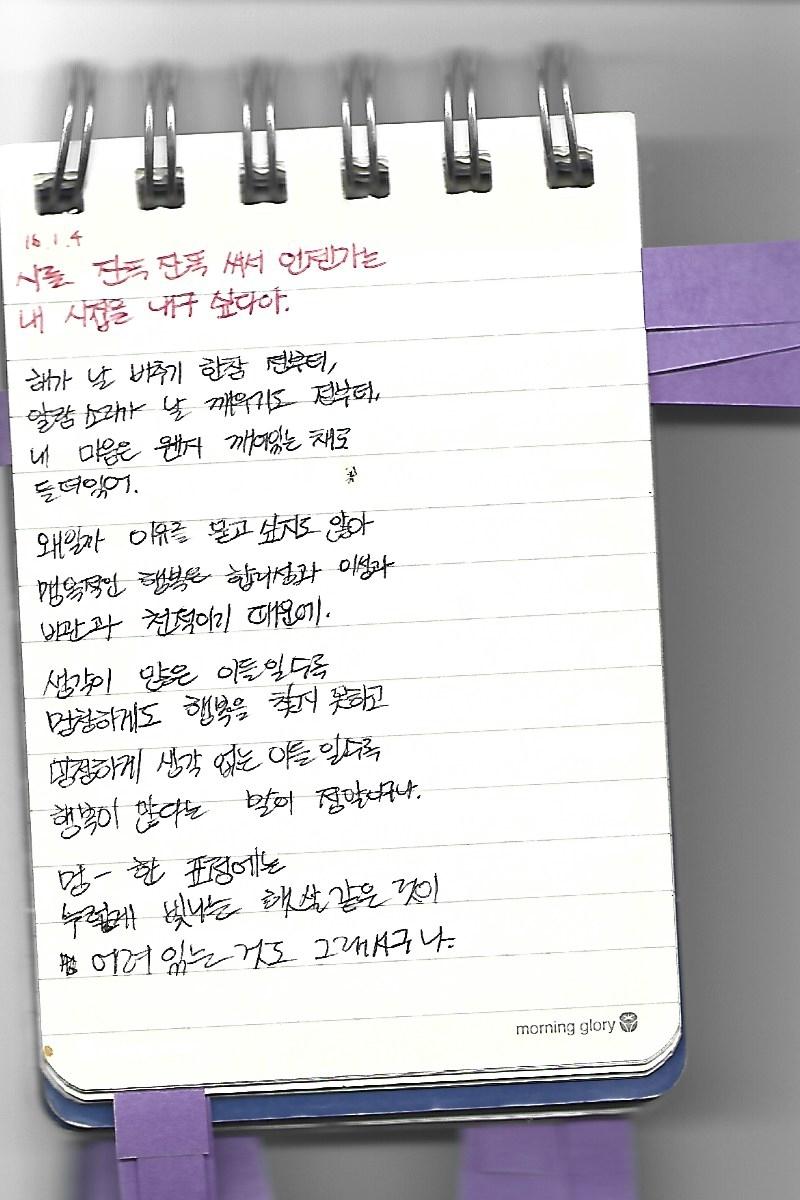 16.1.4
시를 잔뜩 잔뜩 써서 언젠가는
내 시집을 내구 싶다아.
해가 날 비추기 한참 전부터,
알람 소리가 날 깨우기도 전부터,
내 마음은 왠지 깨어있는 채로
들떠있어.
왜일까 이유를 묻고 싶지도 않아
맹목적인 행복은 합리성과 이성과
비관과 천적이기 때문에.
생각이 많은 이들일수록
멍청하게도 행복을 찾지 못하고
멍청하게 생각 없는 이들일수록
행복이 많다는 말이 정말이구나.
멍- 한 표정에는
누렇게 빛나는 햇살 같은 것이
어려 있는 것도 그래서구나.
morning glory